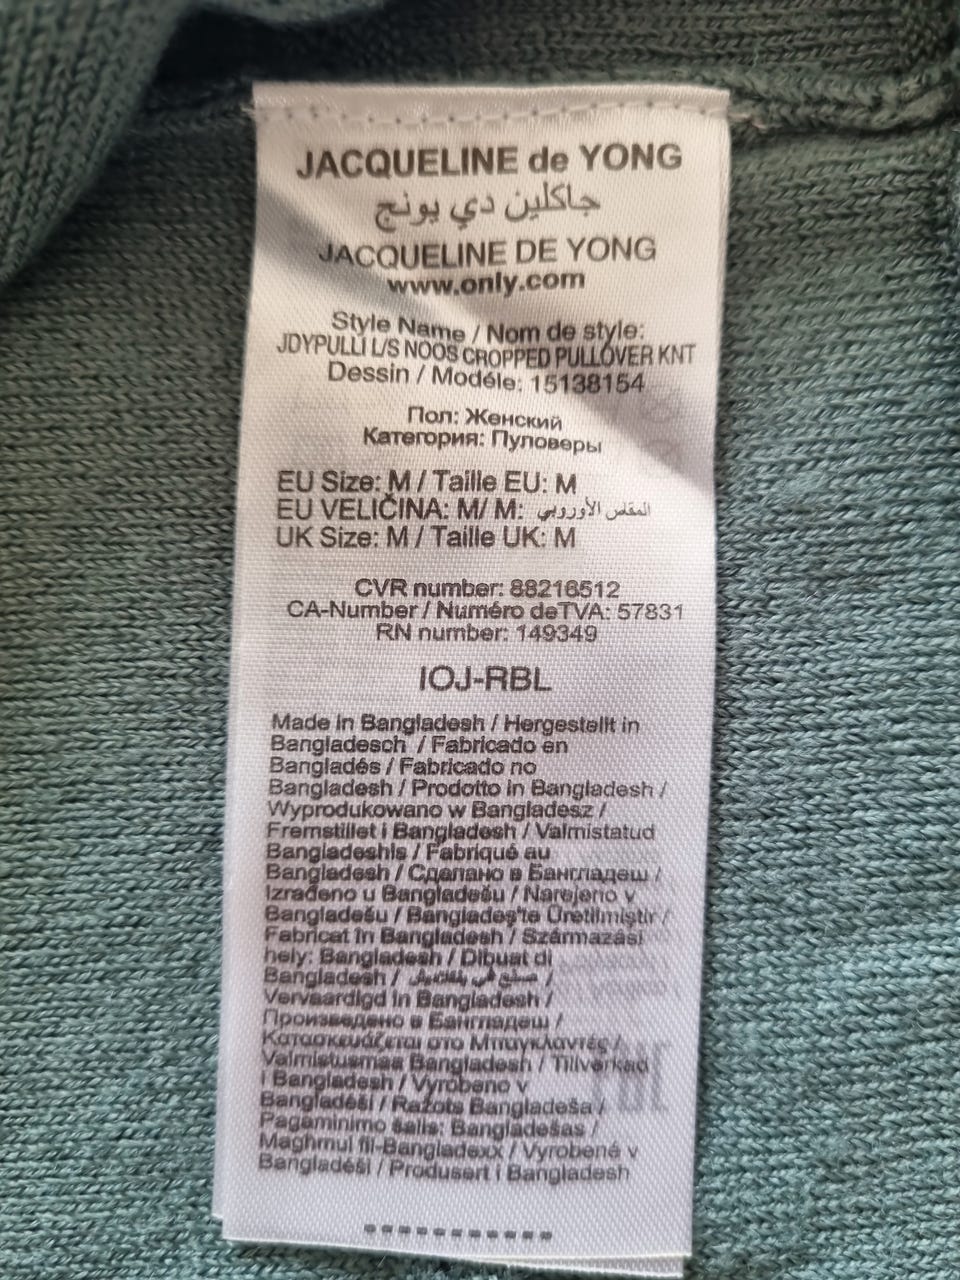 JACQUELINE de YONG
جاكلين دي يونج
JACQUELINE DE YONG
www.only.com
Style Name / Nom de style:
JDYPULLI L/S NOOS CROPPED PULLOVER KNT
Dessin / Modéle: 15138154
Пол: Женский
Категория: Пуловеры
EU Size: M / Taille EU: M
EU VELIČINA: M/ M: المقاس الأوروبي
UK Size: M / Taille UK: M
CVR number: 88216512
CA-Number / Numéro deTVA: 57831
RN number: 149349
IOJ-RBL
Made in Bangladesh / Hergestellt in
Bangladesch / Fabricado en
Bangladés / Fabricado no
Bangladesh / Prodotto in Bangladesh /
Wyprodukowano w Bangladesz /
Fremstillet i Bangladesh / Valmistatud
Bangladeshis / Fabriqué au
Bangladesh / Сделано в Бангладеш /
Izrađeno u Bangladešu / Narejeno v
Bangladešu / Bangladeş'te Üretilmiştir /
Fabricat în Bangladesh / Származási
hely: Bangladesh / Dibuat di
Bangladesh / صنع في بنغلاديش /
Vervaardigd in Bangladesh /
Произведено в Бангладеш /
Κατασκευάζεται στο Μπαγκλαντές /
Valmistusmaa Bangladesh / Tillverkad
i Bangladesh / Vyrobeno v
Bangladéši / Ražots Bangladeša /
Pagaminimo šalis: Bangladešas /
Maghmul fil-Bangladexx / Vyrobené v
Bangladéši / Produsert i Bangladesh